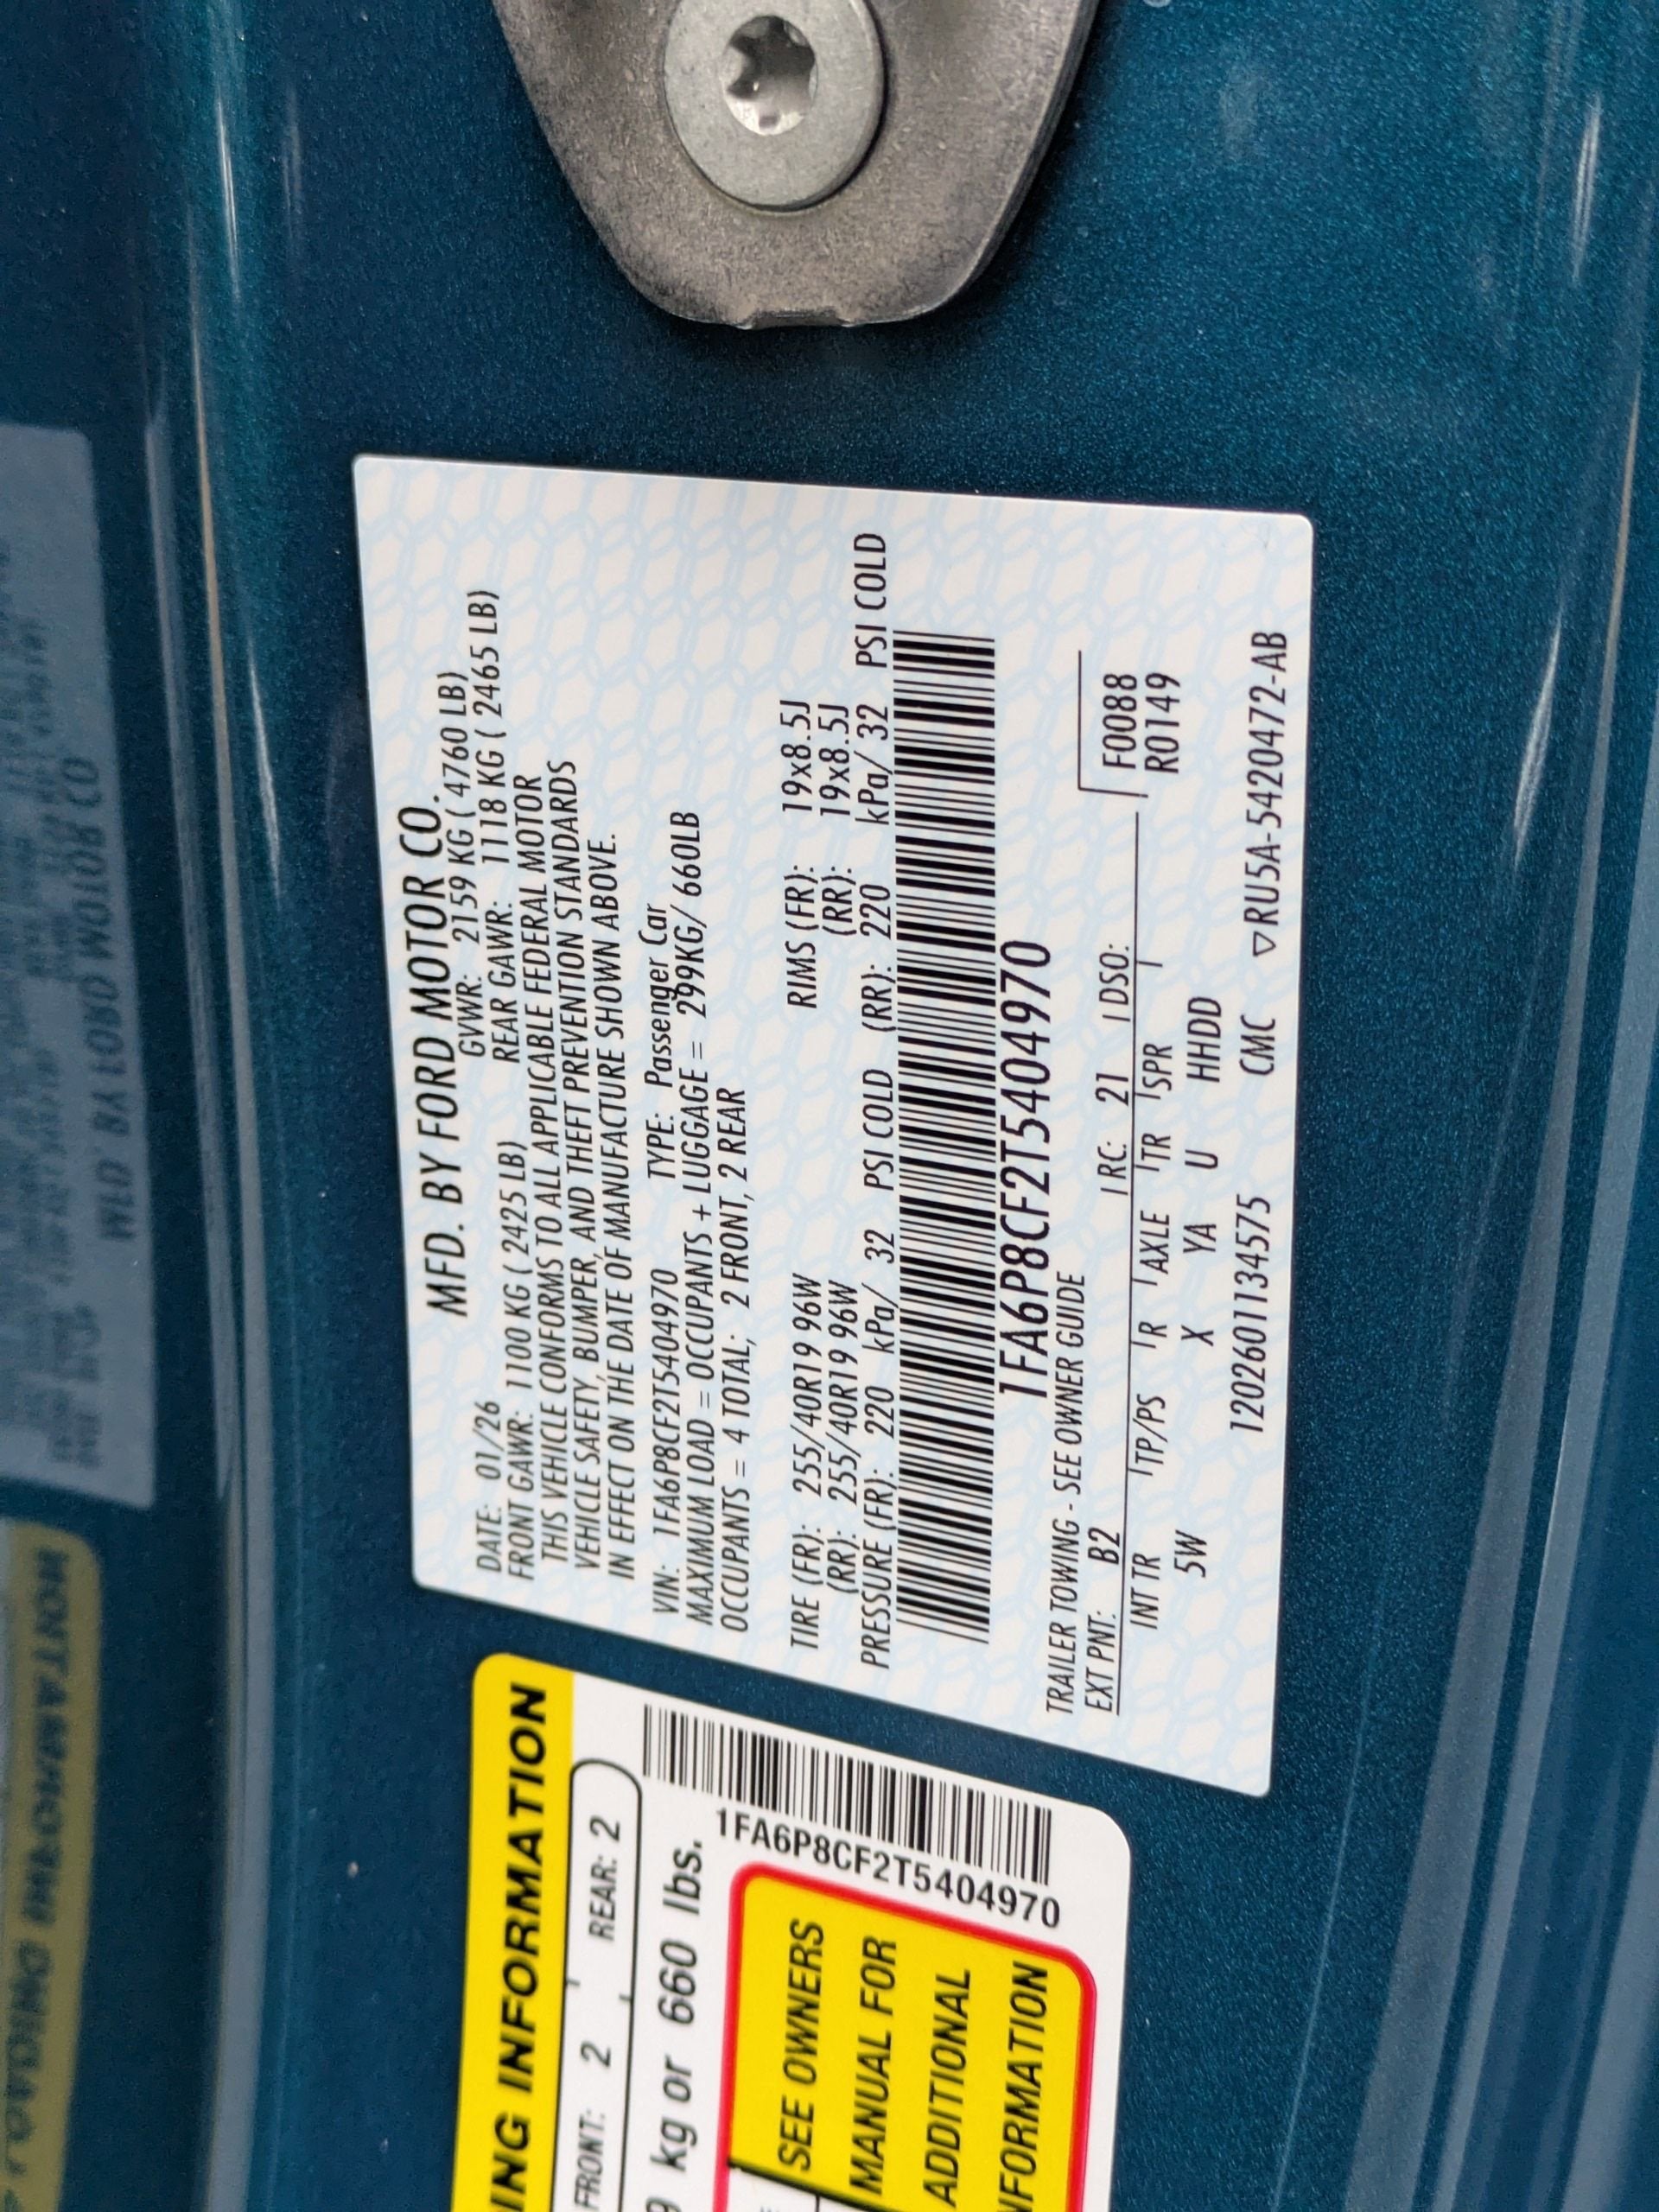 MFD. BY FORD MOTOR CO.
DATE: 01/26 GVWR: 2159 KG ( 4760 LB)
FRONT GAWR: 1100 KG ( 2425 LB) REAR GAWR: 1118 KG ( 2465 LB)
THIS VEHICLE CONFORMS TO ALL APPLICABLE FEDERAL MOTOR
VEHICLE SAFETY, BUMPER, AND THEFT PREVENTION STANDARDS
IN EFFECT ON THE DATE OF MANUFACTURE SHOWN ABOVE.
VIN: 1FA6P8CF2T5404970 TYPE: Passenger Car
MAXIMUM LOAD = OCCUPANTS + LUGGAGE = 299KG/ 660LB
OCCUPANTS = 4 TOTAL; 2 FRONT, 2 REAR
TIRE (FR): 255/40R19 96W RIMS (FR): 19x8.5J
(RR): 255/40R19 96W (RR): 19x8.5J
PRESSURE (FR): 220 kPa/ 32 PSI COLD (RR): 220 kPa/ 32 PSI COLD
1FA6P8CF2T5404970
TRAILER TOWING - SEE OWNER GUIDE
EXT PNT: B2 RC: 21 DSO: F0088
INT TR TP/PS R AXLE TR SPR R0149
5W X YA U HHDD
1202601134575 CMC ▽RU5A-5420472-AB
ING INFORMATION
FRONT: 2 REAR: 2
kg or 660 lbs.
1FA6P8CF2T5404970
SEE OWNERS
MANUAL FOR
ADDITIONAL
NFORMATION